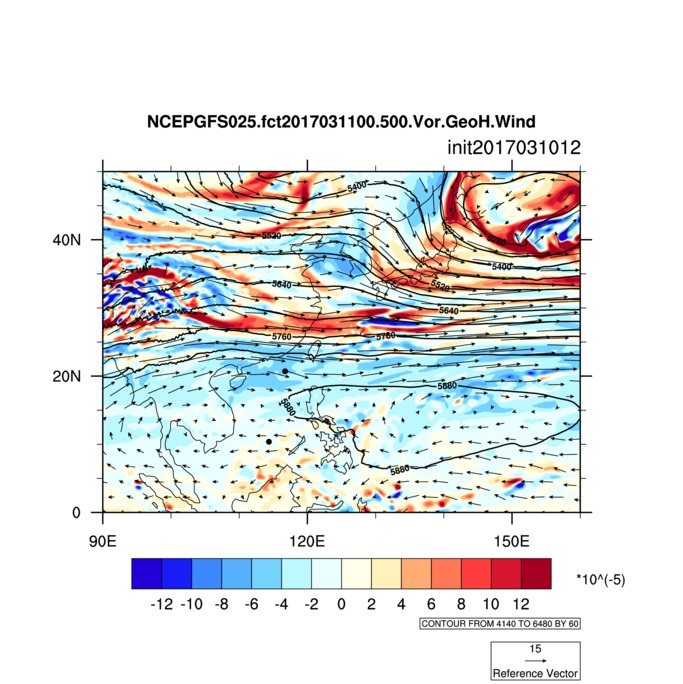 NCEPGFS025.fct2017031100.500.Vor.GeoH.Wind
init2017031012
5400
40N
5520
5400
5640
5520
5640
5760
5760
20N
5880
5880
5880
0
90E 120E 150E
-12 -10 -8 -6 -4 -2 0 2 4 6 8 10 12
*10^(-5)
CONTOUR FROM 4140 TO 6480 BY 60
15
Reference Vector